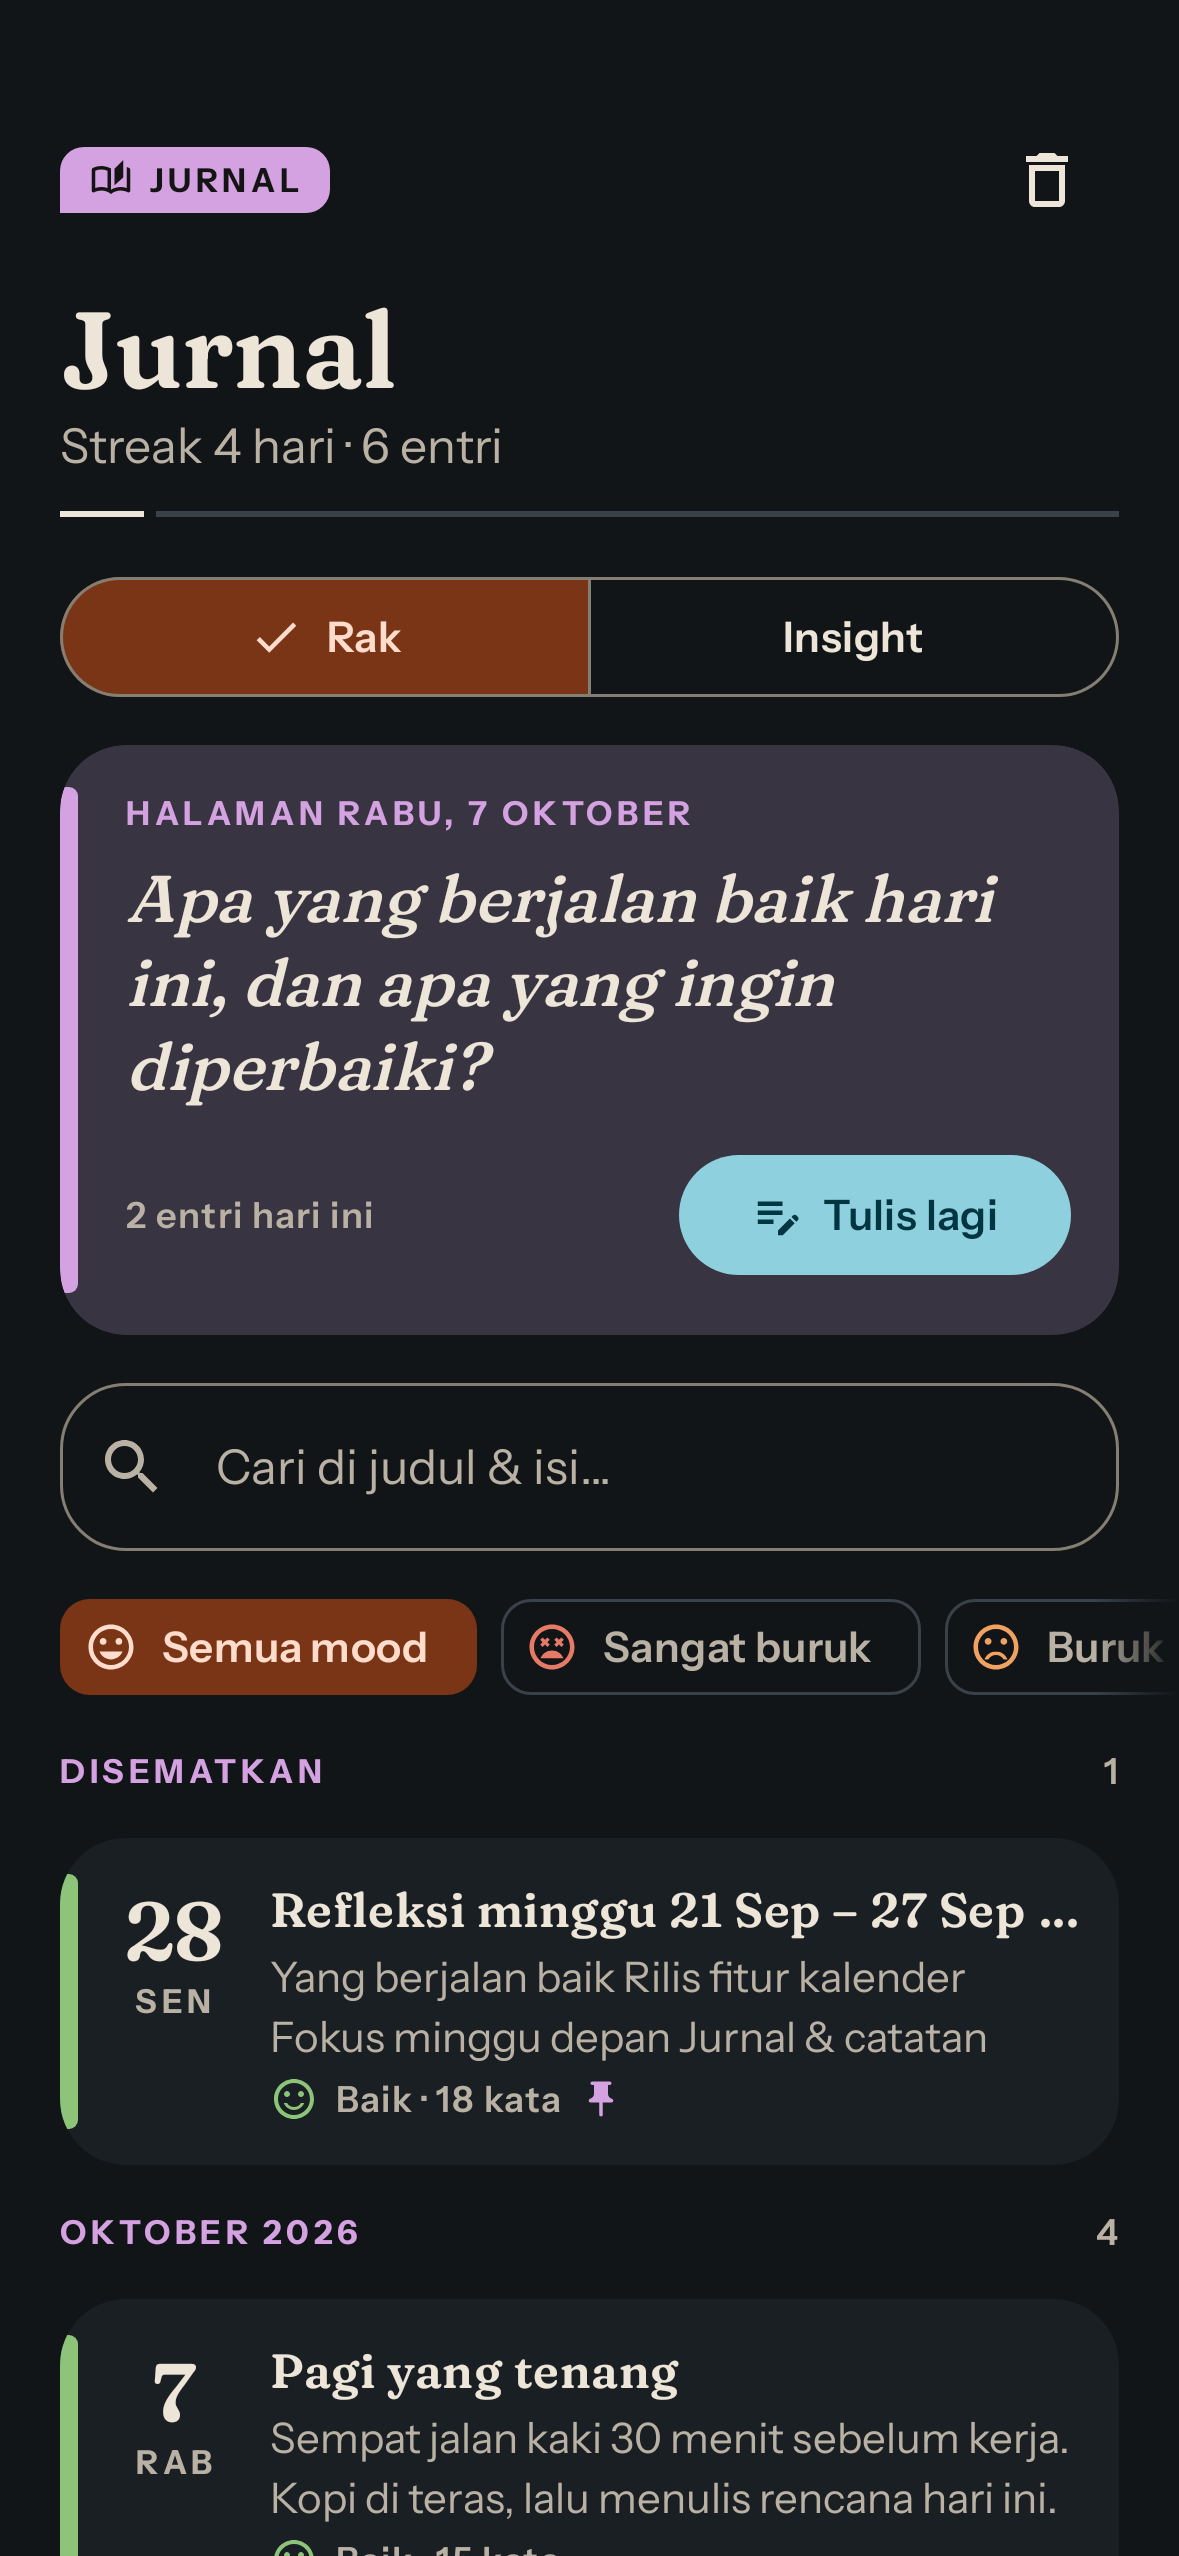 JURNAL
Jurnal
Streak 4 hari · 6 entri
Rak
Insight
HALAMAN RABU, 7 OKTOBER
Apa yang berjalan baik hari
ini, dan apa yang ingin
diperbaiki?
2 entri hari ini
Tulis lagi
Cari di judul & isi...
Semua mood
Sangat buruk
Buruk
DISEMATKAN
1
28
SEN
Refleksi minggu 21 Sep – 27 Sep ...
Yang berjalan baik Rilis fitur kalender
Fokus minggu depan Jurnal & catatan
Baik · 18 kata
OKTOBER 2026
4
7
RAB
Pagi yang tenang
Sempat jalan kaki 30 menit sebelum kerja.
Kopi di teras, lalu menulis rencana hari ini.
Baik · 15 kata